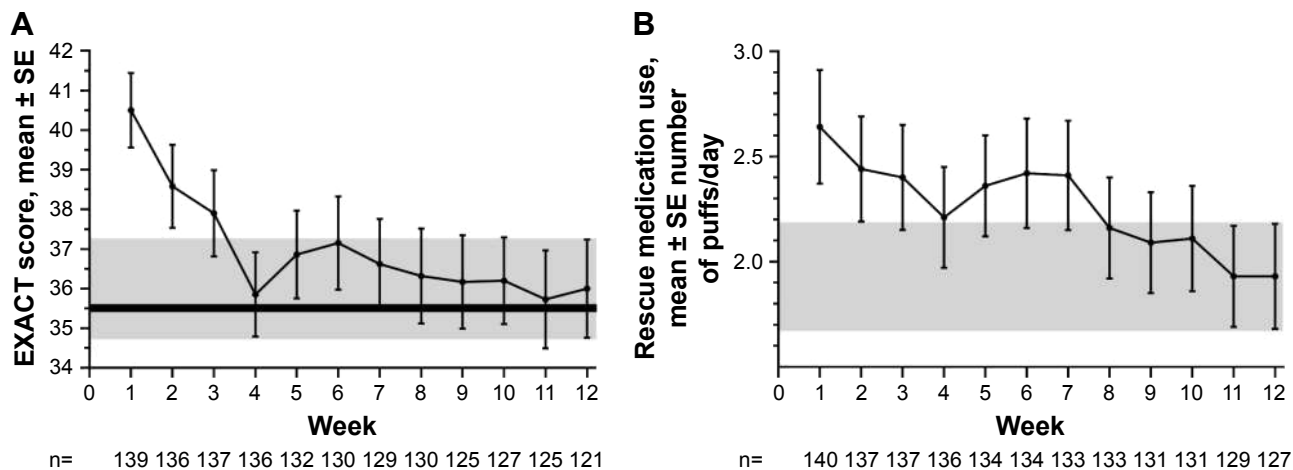 A
EXACT score, mean ± SE
42
41
40
39
38
37
36
35
34
0 1 2 3 4 5 6 7 8 9 10 11 12
Week
n= 139 136 137 136 132 130 129 130 125 127 125 121
B
Rescue medication use,
mean ± SE number
of puffs/day
3.0
2.5
2.0
0 1 2 3 4 5 6 7 8 9 10 11 12
Week
n= 140 137 137 136 134 134 133 133 131 131 129 127